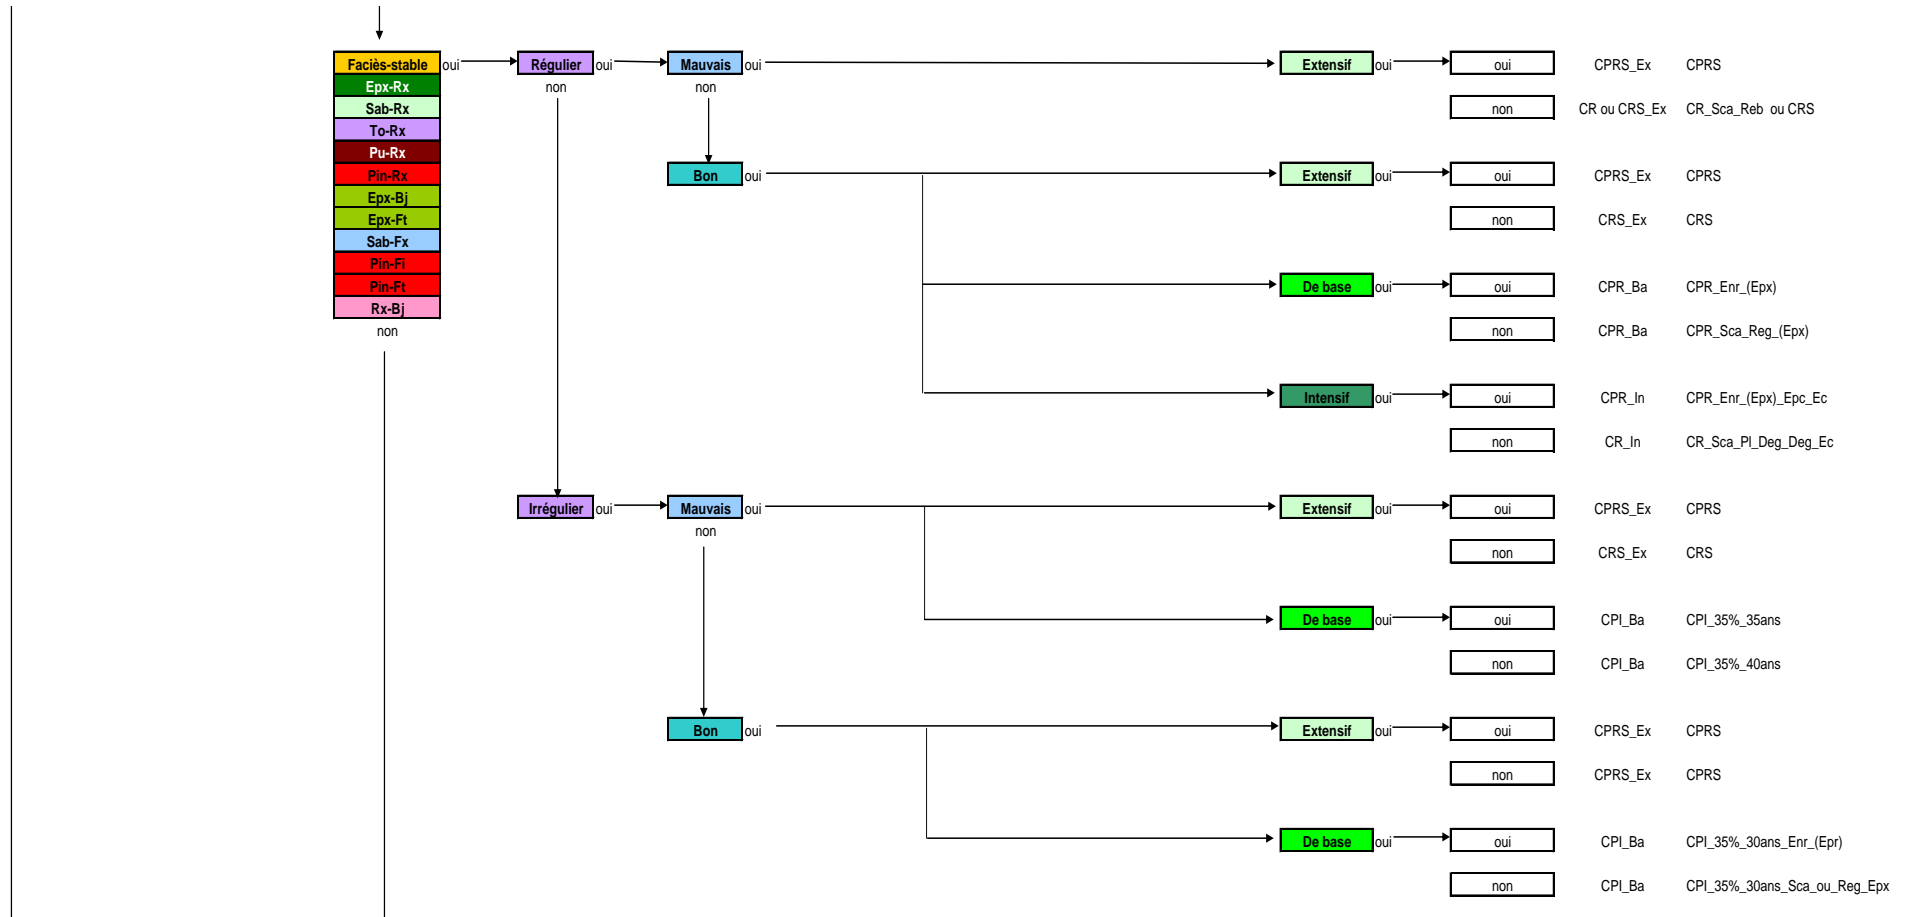 Faciès-stable oui Régulier oui Mauvais oui Extensif oui oui CPRS_Ex CPRS
Epx-Rx non non
Sab-Rx non CR ou CRS_Ex CR_Sca_Reb ou CRS
To-Rx
Pu-Rx
Pin-Rx Bon oui Extensif oui oui CPRS_Ex CPRS
Epx-Bj
Epx-Ft non CRS_Ex CRS
Sab-Fx
Pin-Fi
Pin-Ft De base oui oui CPR_Ba CPR_Enr_(Epx)
Rx-Bj
non non CPR_Ba CPR_Sca_Reg_(Epx)
Intensif oui oui CPR_In CPR_Enr_(Epx)_Epc_Ec
non CR_In CR_Sca_Pl_Deg_Deg_Ec
Irrégulier oui Mauvais oui Extensif oui oui CPRS_Ex CPRS
non
non CRS_Ex CRS
De base oui oui CPI_Ba CPI_35%_35ans
non CPI_Ba CPI_35%_40ans
Bon oui Extensif oui oui CPRS_Ex CPRS
non CPRS_Ex CPRS
De base oui oui CPI_Ba CPI_35%_30ans_Enr_(Epr)
non CPI_Ba CPI_35%_30ans_Sca_ou_Reg_Epx